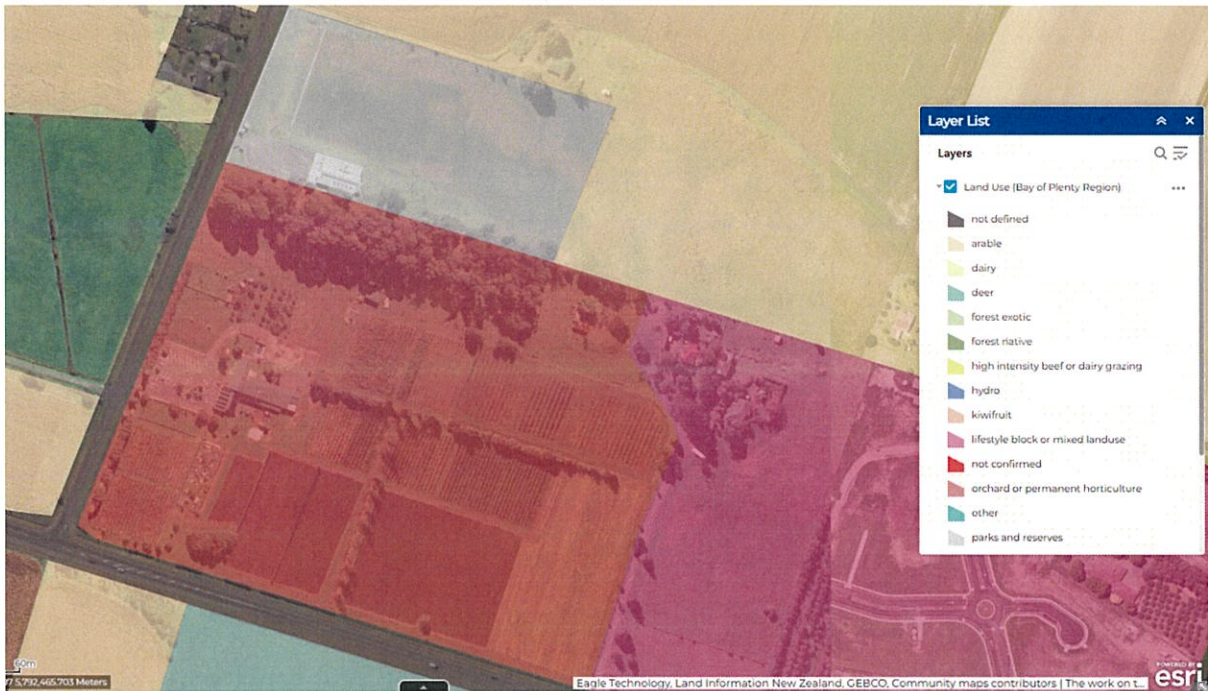 Layer List
Layers
Land Use (Bay of Plenty Region)
not defined
arable
dairy
deer
forest exotic
forest native
high intensity beef or dairy grazing
hydro
kiwifruit
lifestyle block or mixed landuse
not confirmed
orchard or permanent horticulture
other
parks and reserves
60m
5,792,465.703 Meters
Eagle Technology, Land Information New Zealand, GEBCO, Community maps contributors | The work on t...
POWERED BY
esri